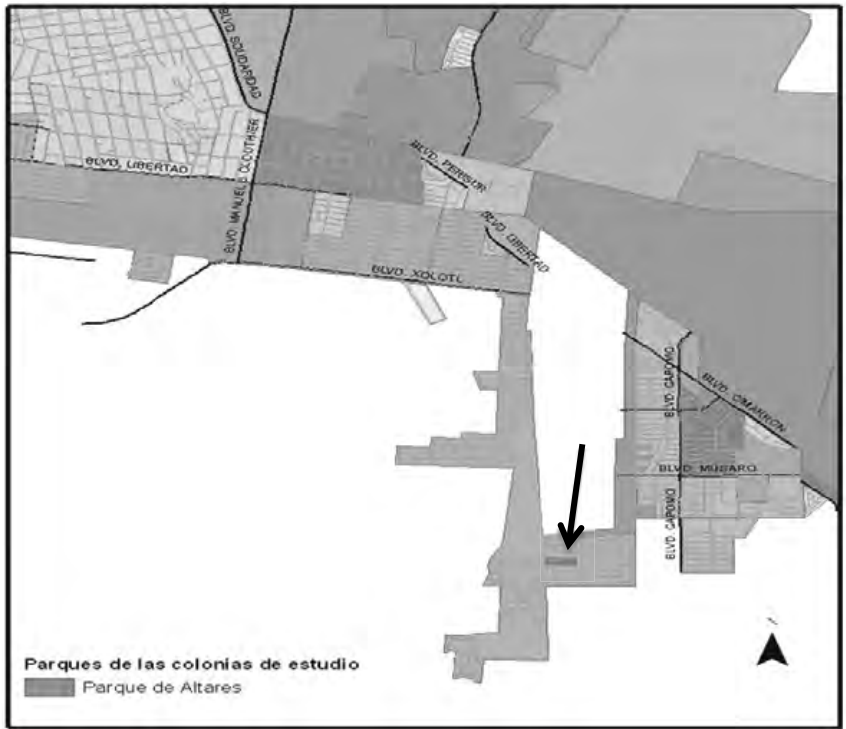 BLVD. SOLIDARIDAD
BLVD. LIBERTAD
BLVD. MANUEL J. CLOUTHIER
BLVD. PERISUR
BLVD. LIBERTAD
BLVD. XOLOTL
BLVD. CAPOMO
BLVD. CIMARRON
BLVD. MUSARO
BLVD. CAPOMO
Parques de las colonias de estudio
Parque de Altares